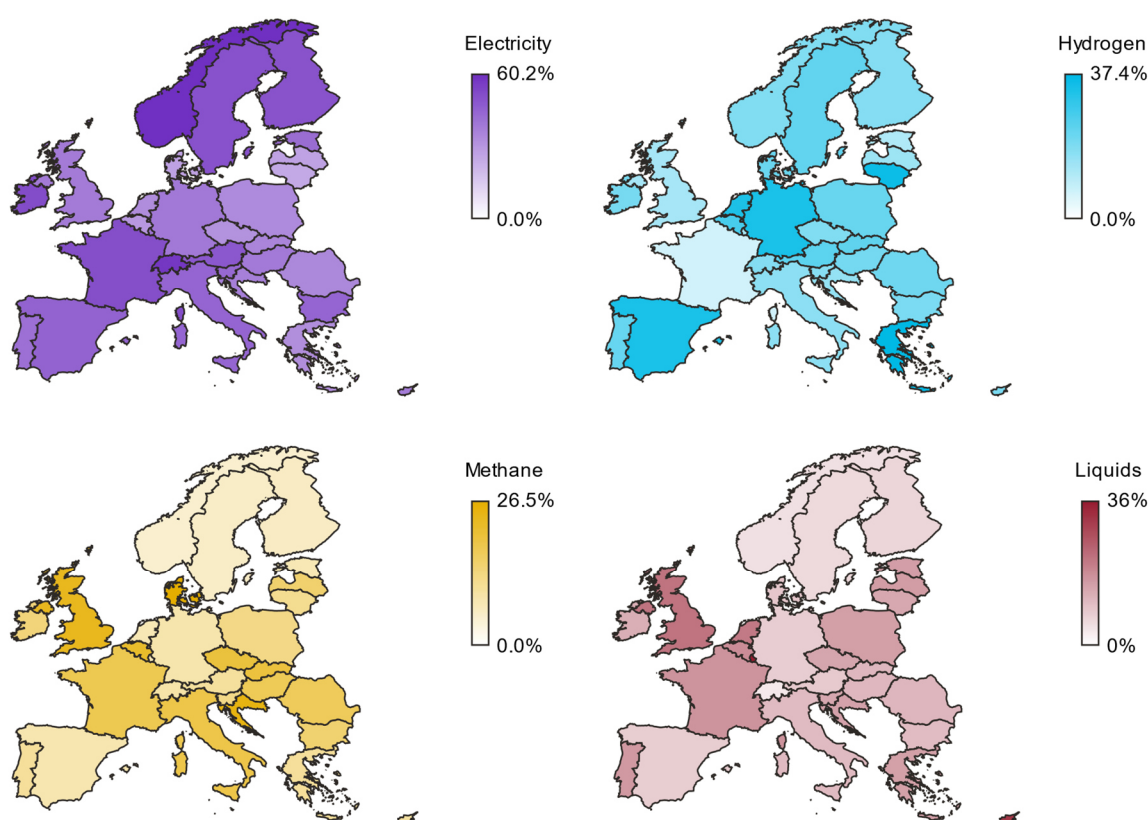 Electricity
60.2%
0.0%
Hydrogen
37.4%
0.0%
Methane
26.5%
0.0%
Liquids
36%
0%